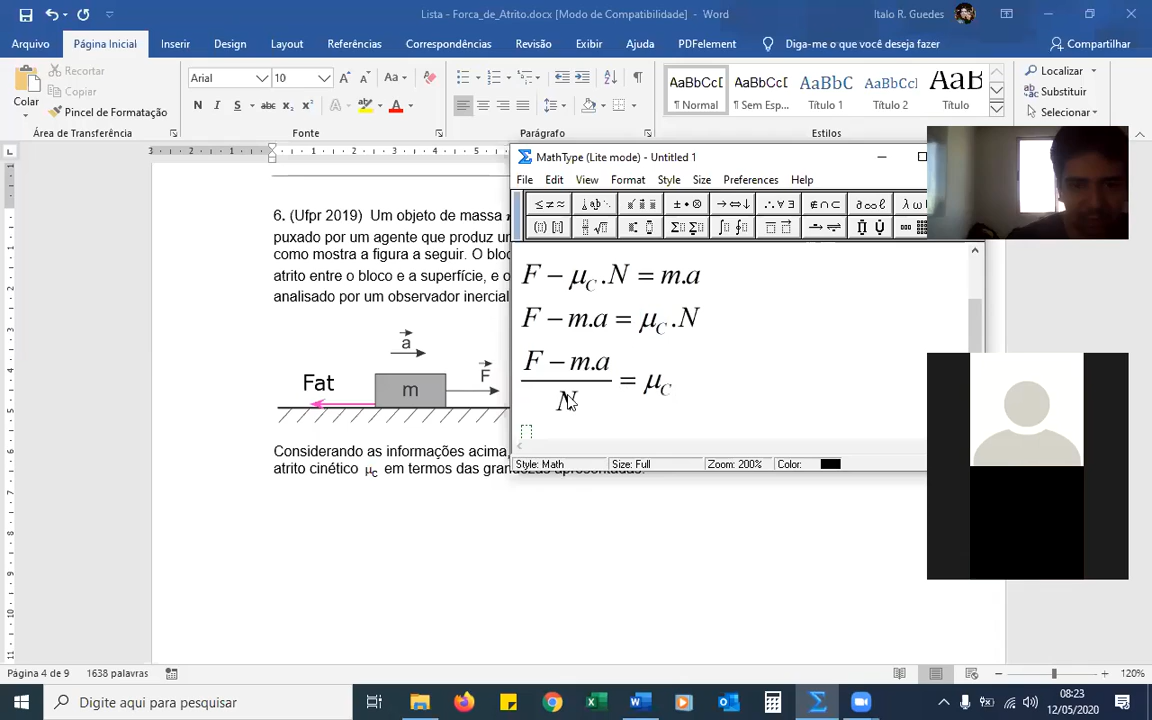 Lista - Forca_de_Atrito.docx [Modo de Compatibilidade] - Word
Italo R. Guedes
Arquivo Página Inicial Inserir Design Layout Referências Correspondências Revisão Exibir Ajuda PDFelement Diga-me o que você deseja fazer Compartilhar
Colar
Recortar
Copiar
Pincel de Formatação
Arial 10
AaBbCcD AaBbCcD AaBbC AaBbCcI AaB
¶ Normal ¶ Sem Esp... Título 1 Título 2 Título
Localizar
Substituir
Selecionar
Área de Transferência Fonte Parágrafo Estilos
6. (Ufpr 2019) Um objeto de massa
puxado por um agente que produz
como mostra a figura a seguir. O
atrito entre o bloco e a superfície, e o
analisado por um observador inercial
a
Fat
m
F
Considerando as informações acima,
atrito cinético μc em termos das grandezas apresentadas.
MathType (Lite mode) - Untitled 1
File Edit View Format Style Size Preferences Help
F − μC .N = m.a
F − m.a = μC .N
F − m.a
N
= μC
Style: Math Size: Full Zoom: 200% Color:
Página 4 de 9 1638 palavras 120%
Digite aqui para pesquisar
08:23
12/05/2020